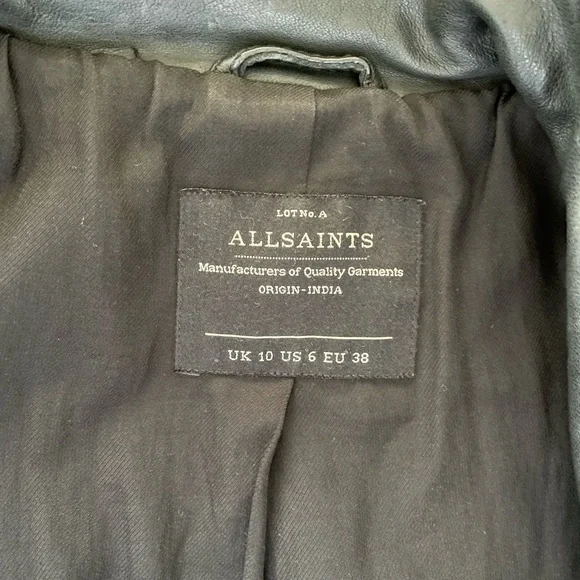 LOT No. A
ALLSAINTS
Manufacturers of Quality Garments
ORIGIN-INDIA
UK 10 US 6 EU 38